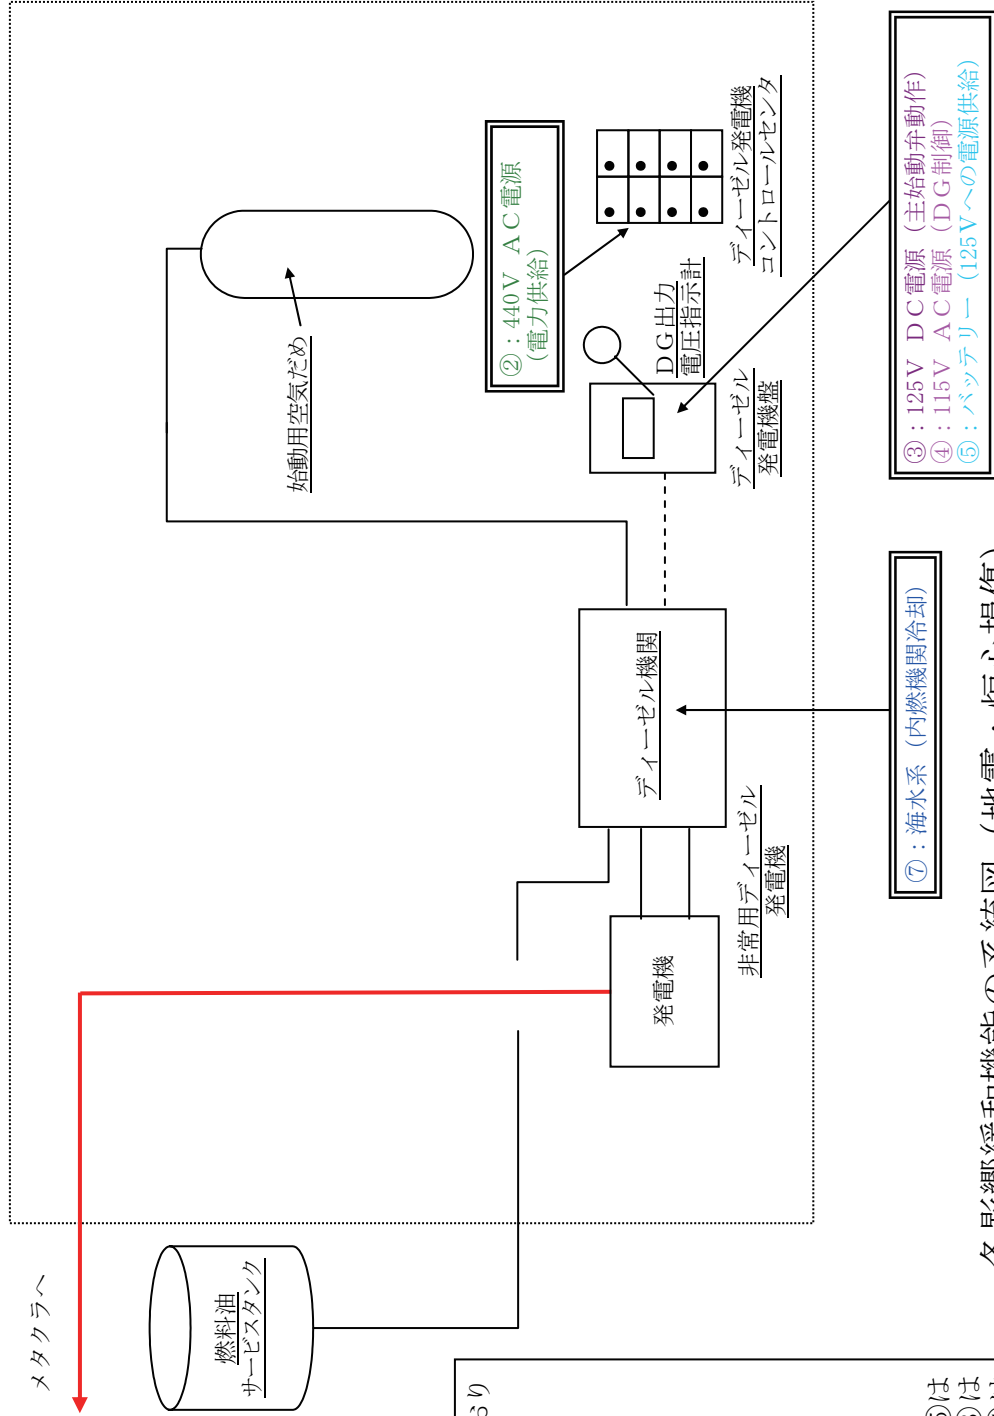 メタクラへ
燃料油
サービスタンク
始動用空気だめ
②：440V AC電源
(電力供給)
ディーゼル発電機
コントロールセンタ
DG出力
電圧指示計
ディーゼル
発電機盤
ディーゼル機関
発電機
非常用ディーゼル
発電機
③：125V DC電源（主始動弁動作）
④：115V AC電源（DG制御）
⑤：バッテリー（125Vへの電源供給）
⑦：海水系（内燃機関冷却）